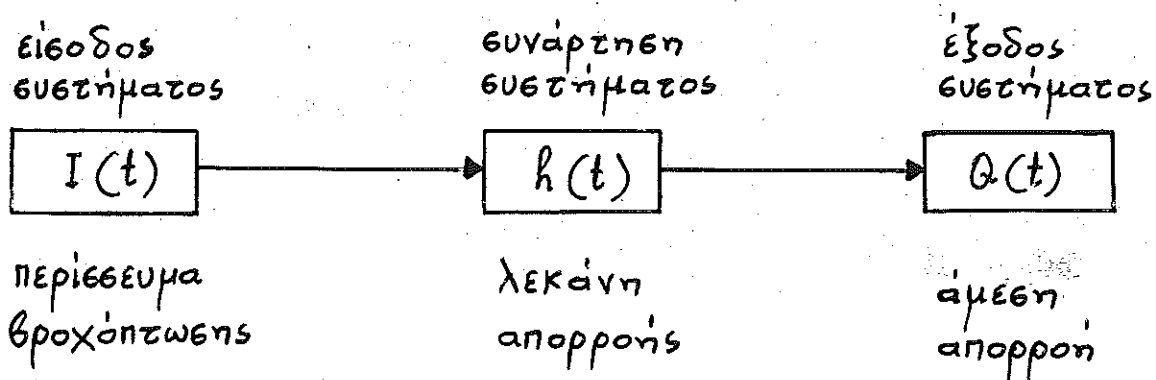 είσοδος
συστήματος
συνάρτηση
συστήματος
έξοδος
συστήματος
I(t)
h(t)
Q(t)
περίσσευμα
βροχόπτωσης
λεκάνη
απορροής
άμεση
απορροή